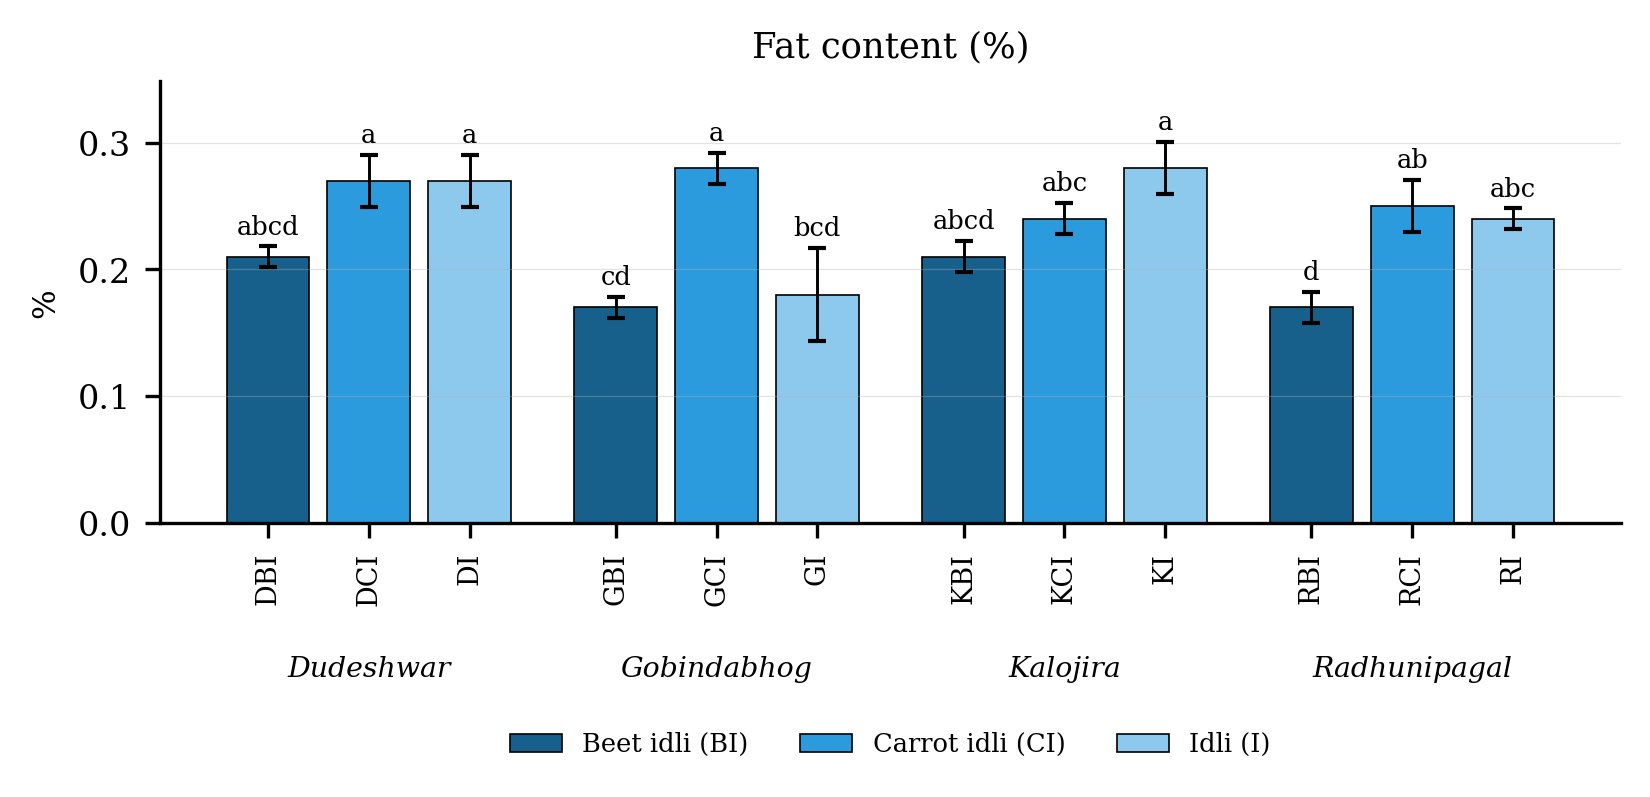 Fat content (%)
%
0.3
0.2
0.1
0.0
abcd
a
a
cd
a
bcd
abcd
abc
a
d
ab
abc
DBI
DCI
DI
GBI
GCI
GI
KBI
KCI
KI
RBI
RCI
RI
Dudeshwar
Gobindabhog
Kalojira
Radhunipagal
Beet idli (BI)
Carrot idli (CI)
Idli (I)